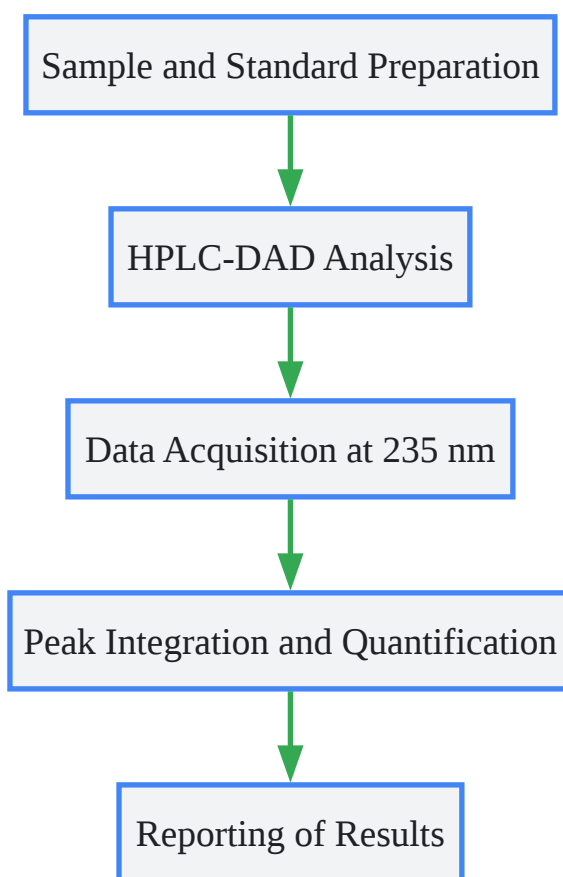 Sample and Standard Preparation
HPLC-DAD Analysis
Data Acquisition at 235 nm
Peak Integration and Quantification
Reporting of Results